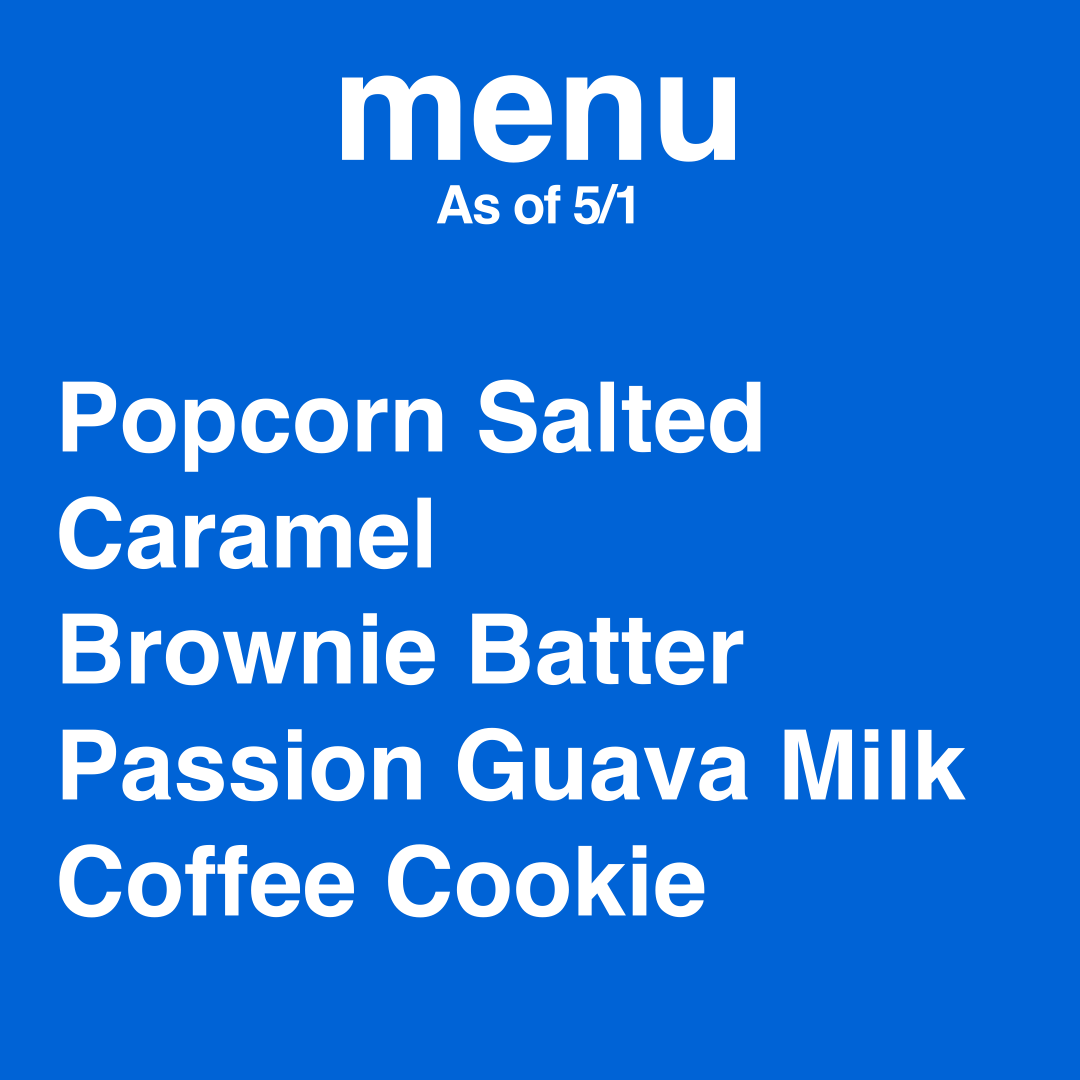 menu
As of 5/1
Popcorn Salted
Caramel
Brownie Batter
Passion Guava Milk
Coffee Cookie